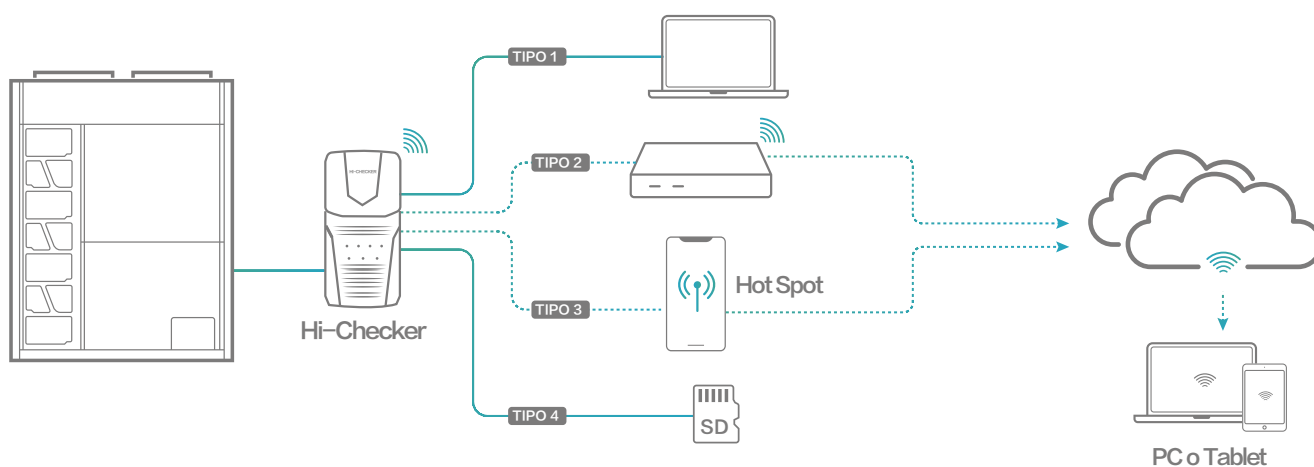 TIPO 1
TIPO 2
HI-CHECKER
Hot Spot
TIPO 3
Hi-Checker
TIPO 4
SD
PC o Tablet